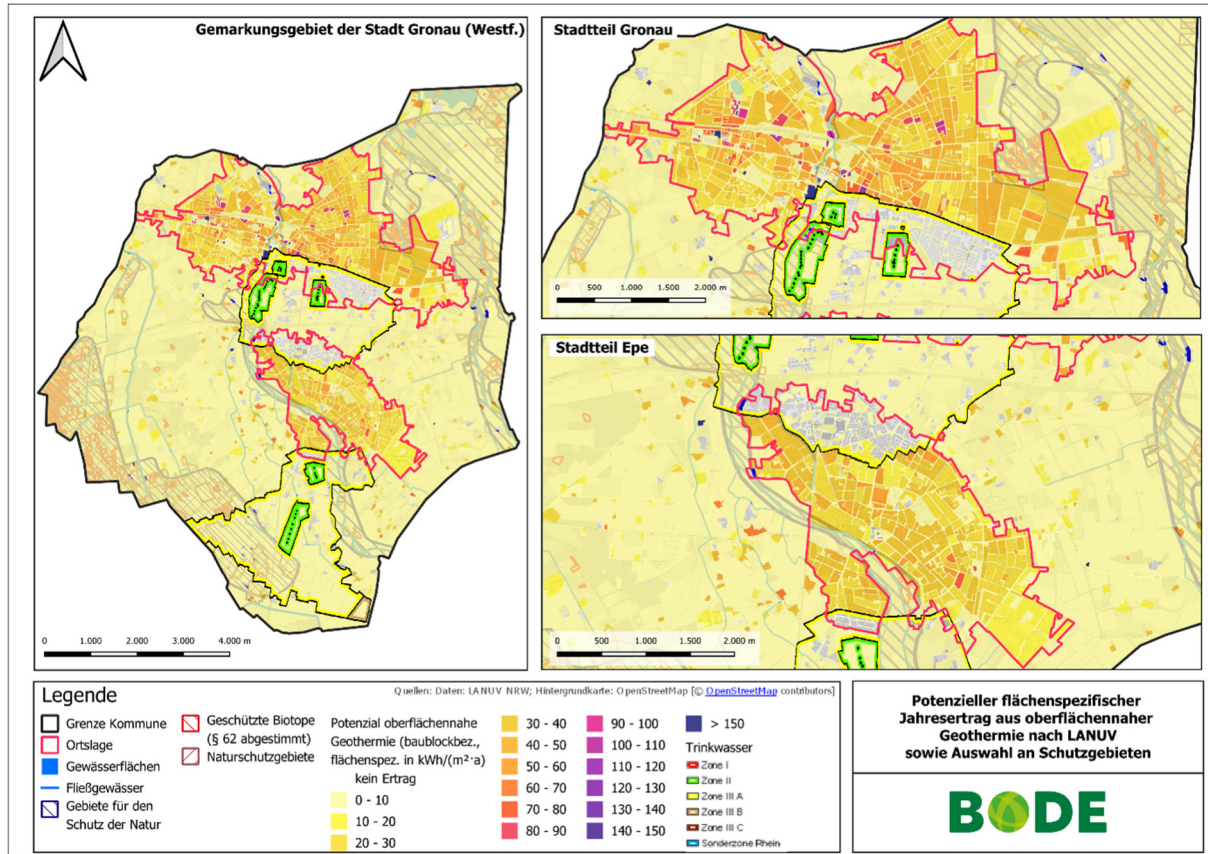 Gemarkungsgebiet der Stadt Gronau (Westf.)
0 1.000 2.000 3.000 4.000 m
Stadtteil Gronau
0 500 1.000 1.500 2.000 m
Stadtteil Epe
0 500 1.000 1.500 2.000 m
Legende
Quellen: Daten: LANUV NRW; Hintergrundkarte: OpenStreetMap [© OpenStreetMap contributors]
Grenze Kommune
Ortslage
Gewässerflächen
Fließgewässer
Gebiete für den
Schutz der Natur
Geschützte Biotope
(§ 62 abgestimmt)
Naturschutzgebiete
Potenzial oberflächennahe
Geothermie (baublockbez.,
flächenspez. in kWh/(m²·a)
kein Ertrag
0 - 10
10 - 20
20 - 30
30 - 40
40 - 50
50 - 60
60 - 70
70 - 80
80 - 90
90 - 100
100 - 110
110 - 120
120 - 130
130 - 140
140 - 150
> 150
Trinkwasser
Zone I
Zone II
Zone III A
Zone III B
Zone III C
Sonderzone Rhein
Potenzieller flächenspezifischer
Jahresertrag aus oberflächennaher
Geothermie nach LANUV
sowie Auswahl an Schutzgebieten
BODE